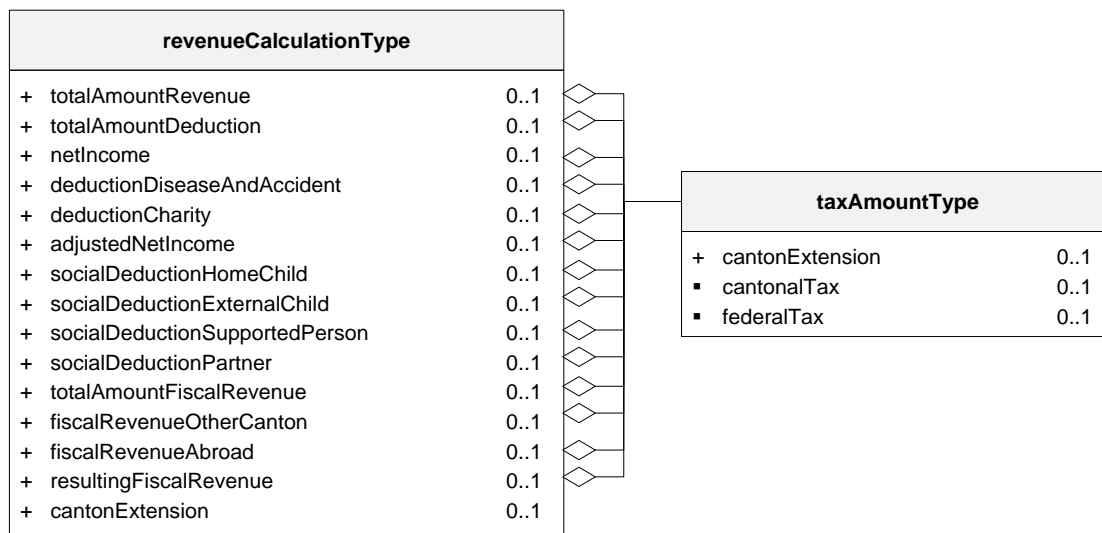 revenueCalculationType
+ totalAmountRevenue 0..1
+ totalAmountDeduction 0..1
+ netIncome 0..1
+ deductionDiseaseAndAccident 0..1
+ deductionCharity 0..1
+ adjustedNetIncome 0..1
+ socialDeductionHomeChild 0..1
+ socialDeductionExternalChild 0..1
+ socialDeductionSupportedPerson 0..1
+ socialDeductionPartner 0..1
+ totalAmountFiscalRevenue 0..1
+ fiscalRevenueOtherCanton 0..1
+ fiscalRevenueAbroad 0..1
+ resultingFiscalRevenue 0..1
+ cantonExtension 0..1
taxAmountType
+ cantonExtension 0..1
▪ cantonalTax 0..1
▪ federalTax 0..1